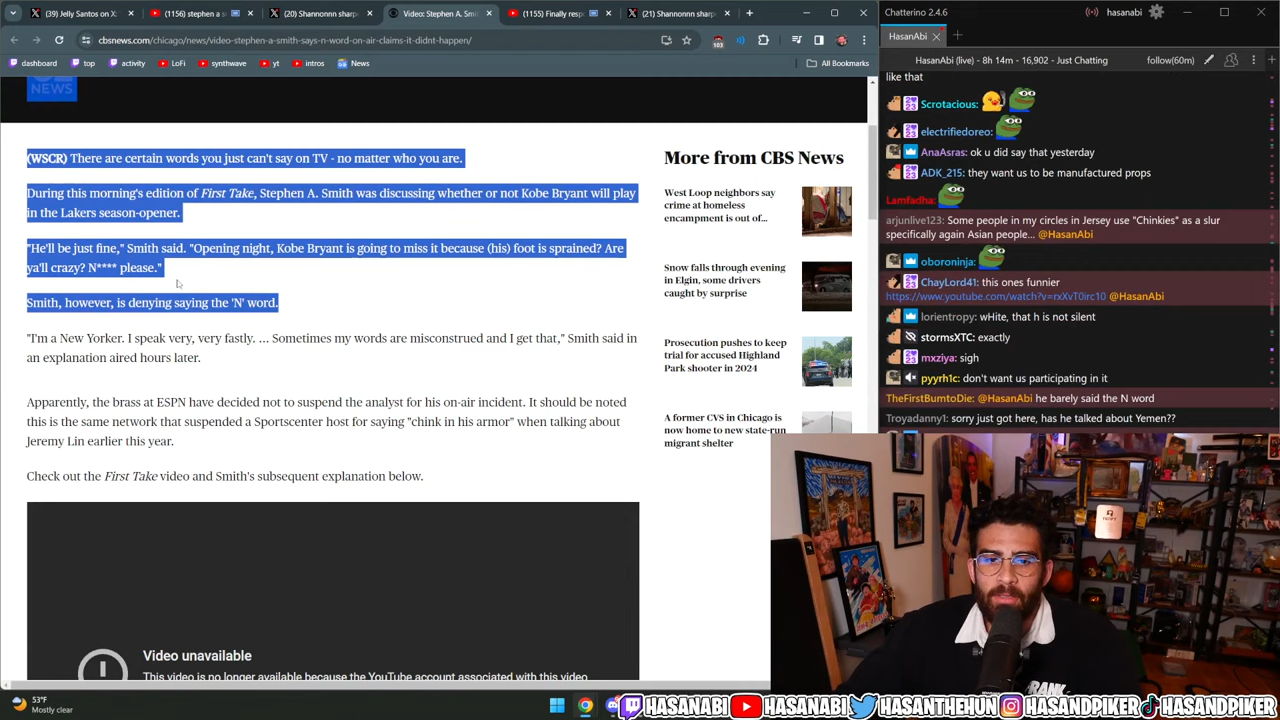 (39) Jelly Santos on X:
(1156) stephen a s
(20) Shannonnn sharp
Video: Stephen A. Smi
(1155) Finally respo
(21) Shannonnn sharp
cbsnews.com/chicago/news/video-stephen-a-smith-says-n-word-on-air-claims-it-didnt-happen/
103
dashboard
top
activity
LoFi
synthwave
yt
intros
News
All Bookmarks
NEWS
(WSCR) There are certain words you just can't say on TV - no matter who you are.
During this morning's edition of First Take, Stephen A. Smith was discussing whether or not Kobe Bryant will play
in the Lakers season-opener.
"He'll be just fine," Smith said. "Opening night, Kobe Bryant is going to miss it because (his) foot is sprained? Are
ya'll crazy? N**** please."
Smith, however, is denying saying the 'N' word.
"I'm a New Yorker. I speak very, very fastly. ... Sometimes my words are misconstrued and I get that," Smith said in
an explanation aired hours later.
Apparently, the brass at ESPN have decided not to suspend the analyst for his on-air incident. It should be noted
this is the same network that suspended a Sportscenter host for saying "chink in his armor" when talking about
Jeremy Lin earlier this year.
Check out the First Take video and Smith's subsequent explanation below.
Video unavailable
This video is no longer available because the YouTube account associated with this video
More from CBS News
West Loop neighbors say
crime at homeless
encampment is out of...
Snow falls through evening
in Elgin, some drivers
caught by surprise
Prosecution pushes to keep
trial for accused Highland
Park shooter in 2024
A former CVS in Chicago is
now home to new state-run
migrant shelter
Chatterino 2.4.6
hasanabi
HasanAbi
HasanAbi (live) - 8h 14m - 16,902 - Just Chatting
follow(60m)
like that
Scrotacious:
electrifiedoreo:
AnaAsras: ok u did say that yesterday
ADK_215: they want us to be manufactured props
Lamfadha:
arjunlive123: Some people in my circles in Jersey use "Chinkies" as a slur
specifically again Asian people... @HasanAbi
oboroninja:
ChayLord41: this ones funnier
https://www.youtube.com/watch?v=rxXvT0irc10 @HasanAbi
lorientropy: wHite, that h is not silent
stormsXTC: exactly
mxziya: sigh
pyyrh1c: don't want us participating in it
TheFirstBumtoDie: @HasanAbi he barely said the N word
Troyadanny1: sorry just got here, has he talked about Yemen??
53°F
Mostly clear
HASANABI
HASANABI
HASANTHEHUN
HASANDPIKER
HASANDPIKER